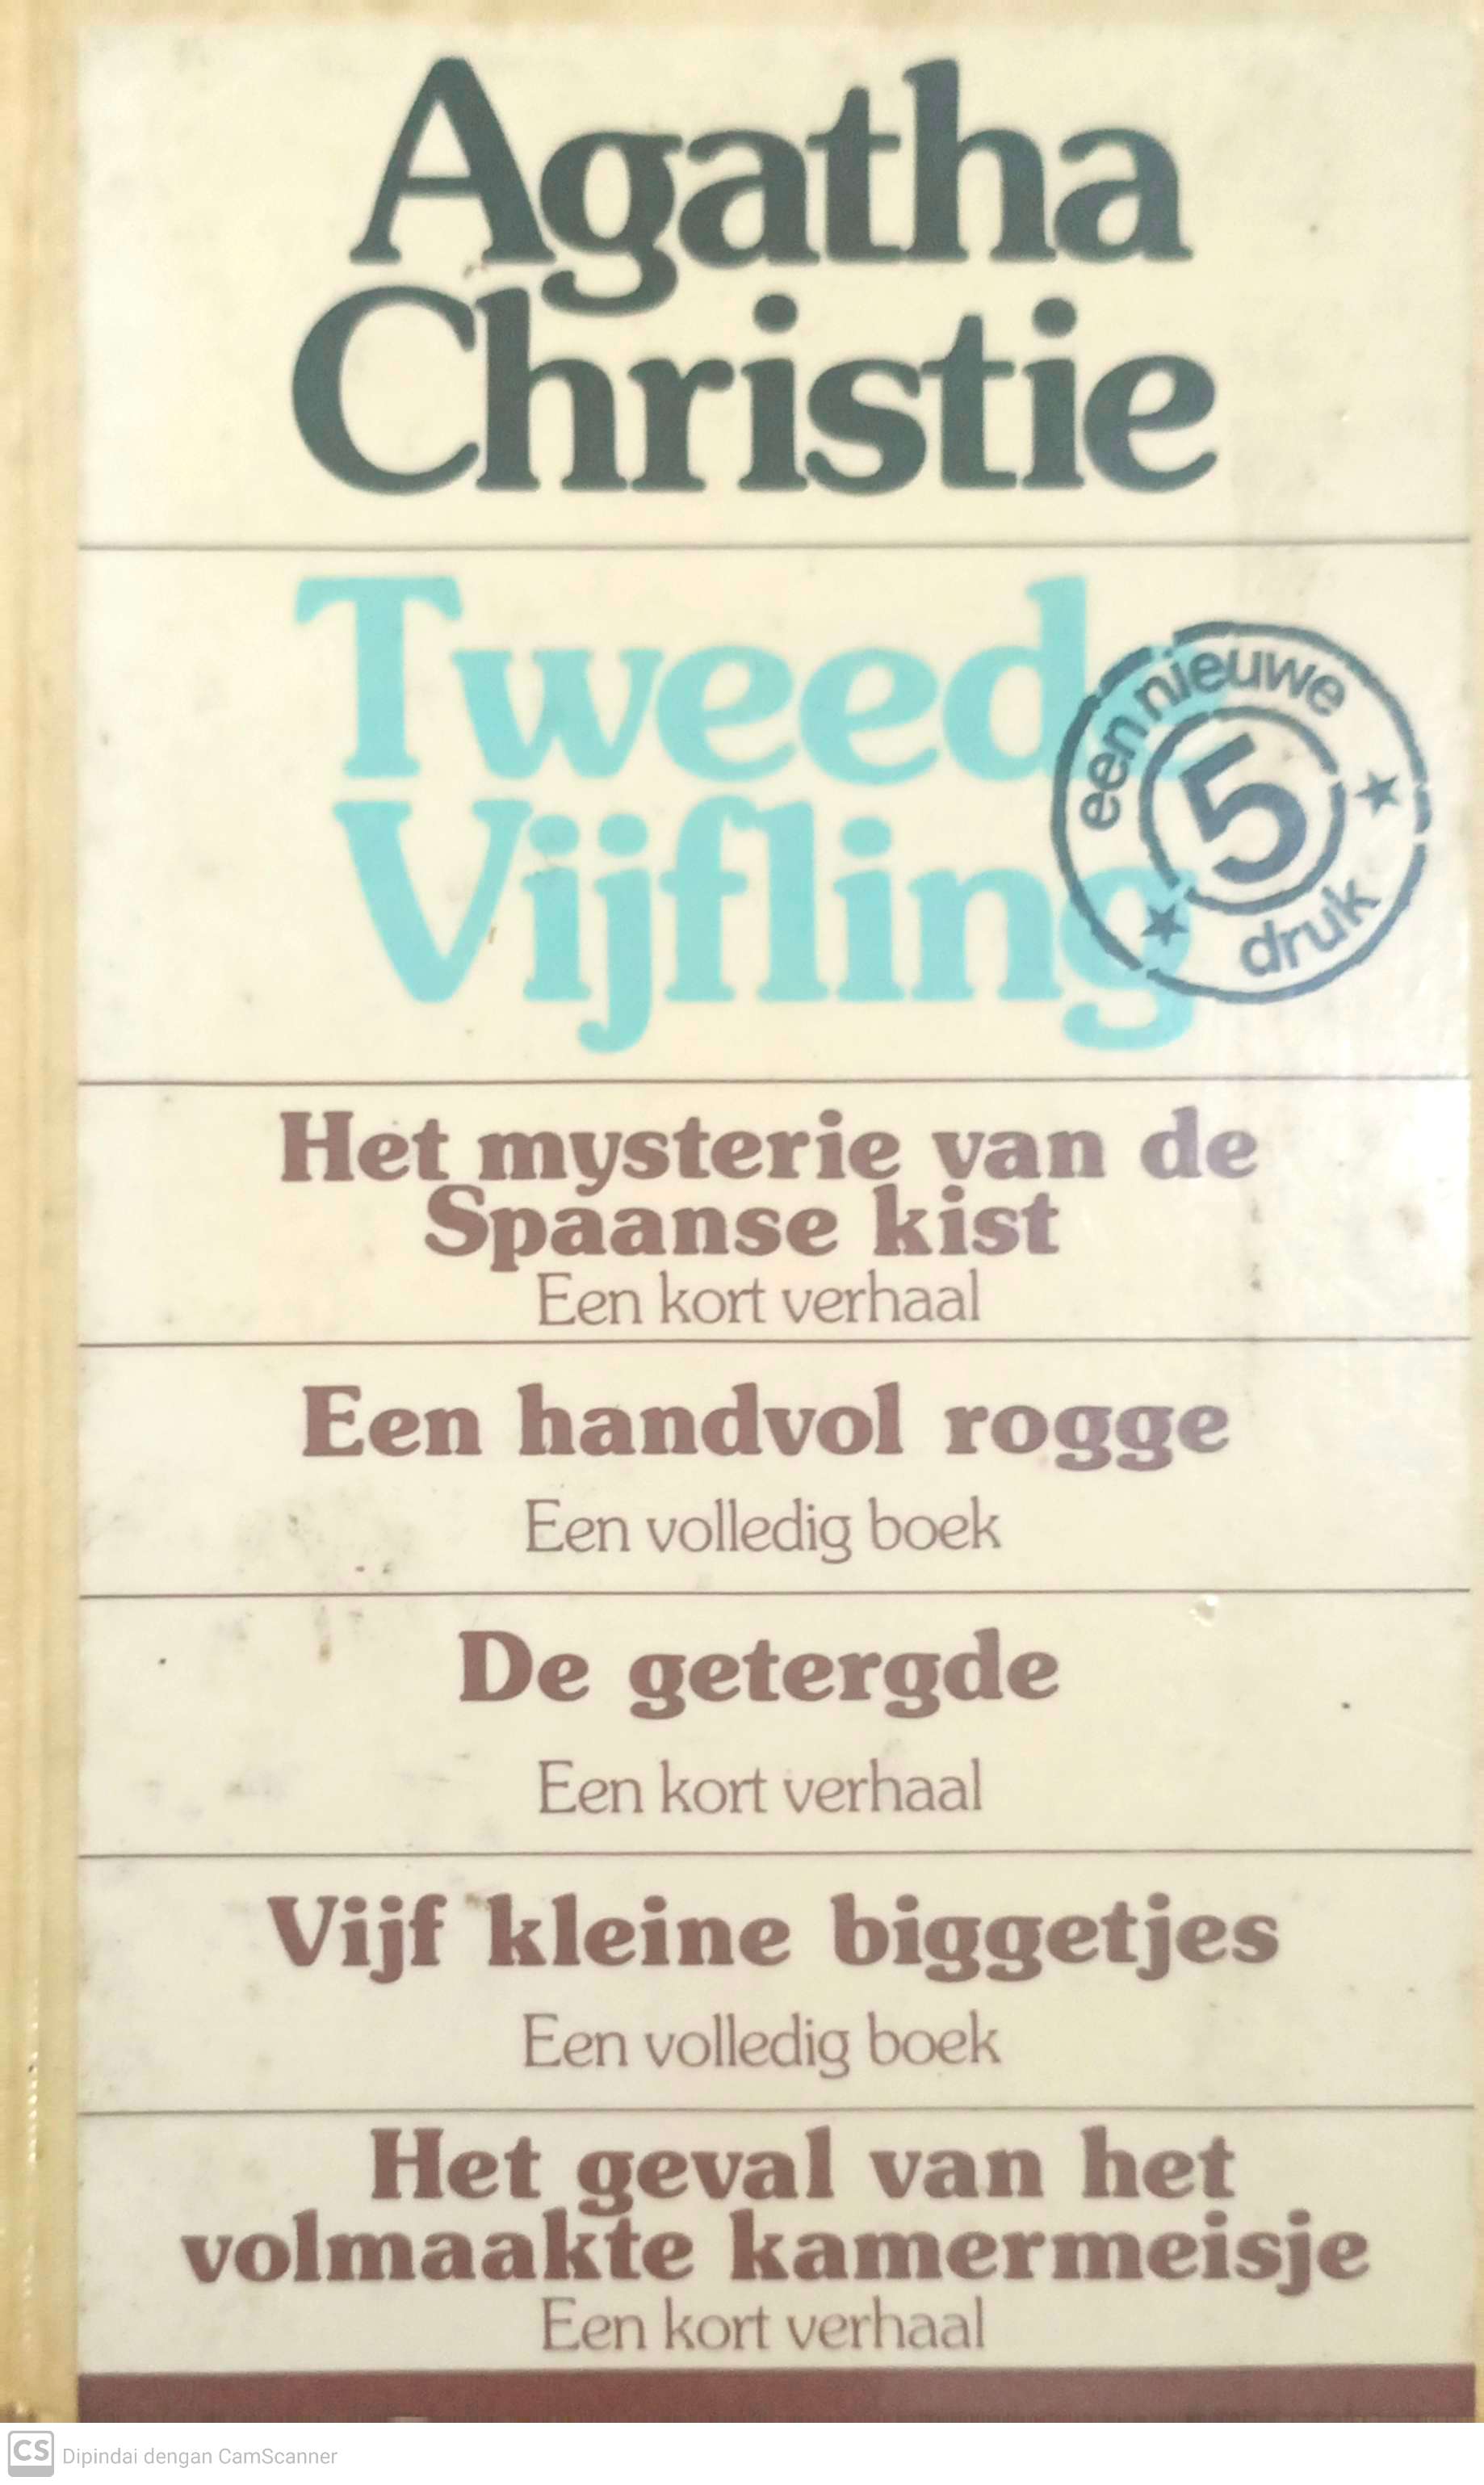 Agatha
Christie
Tweede
Vijfling
een nieuwe
5
druk
Het mysterie van de
Spaanse kist
Een kort verhaal
Een handvol rogge
Een volledig boek
De getergde
Een kort verhaal
Vijf kleine biggetjes
Een volledig boek
Het geval van het
volmaakte kamermeisje
Een kort verhaal
CS Dipindai dengan CamScanner